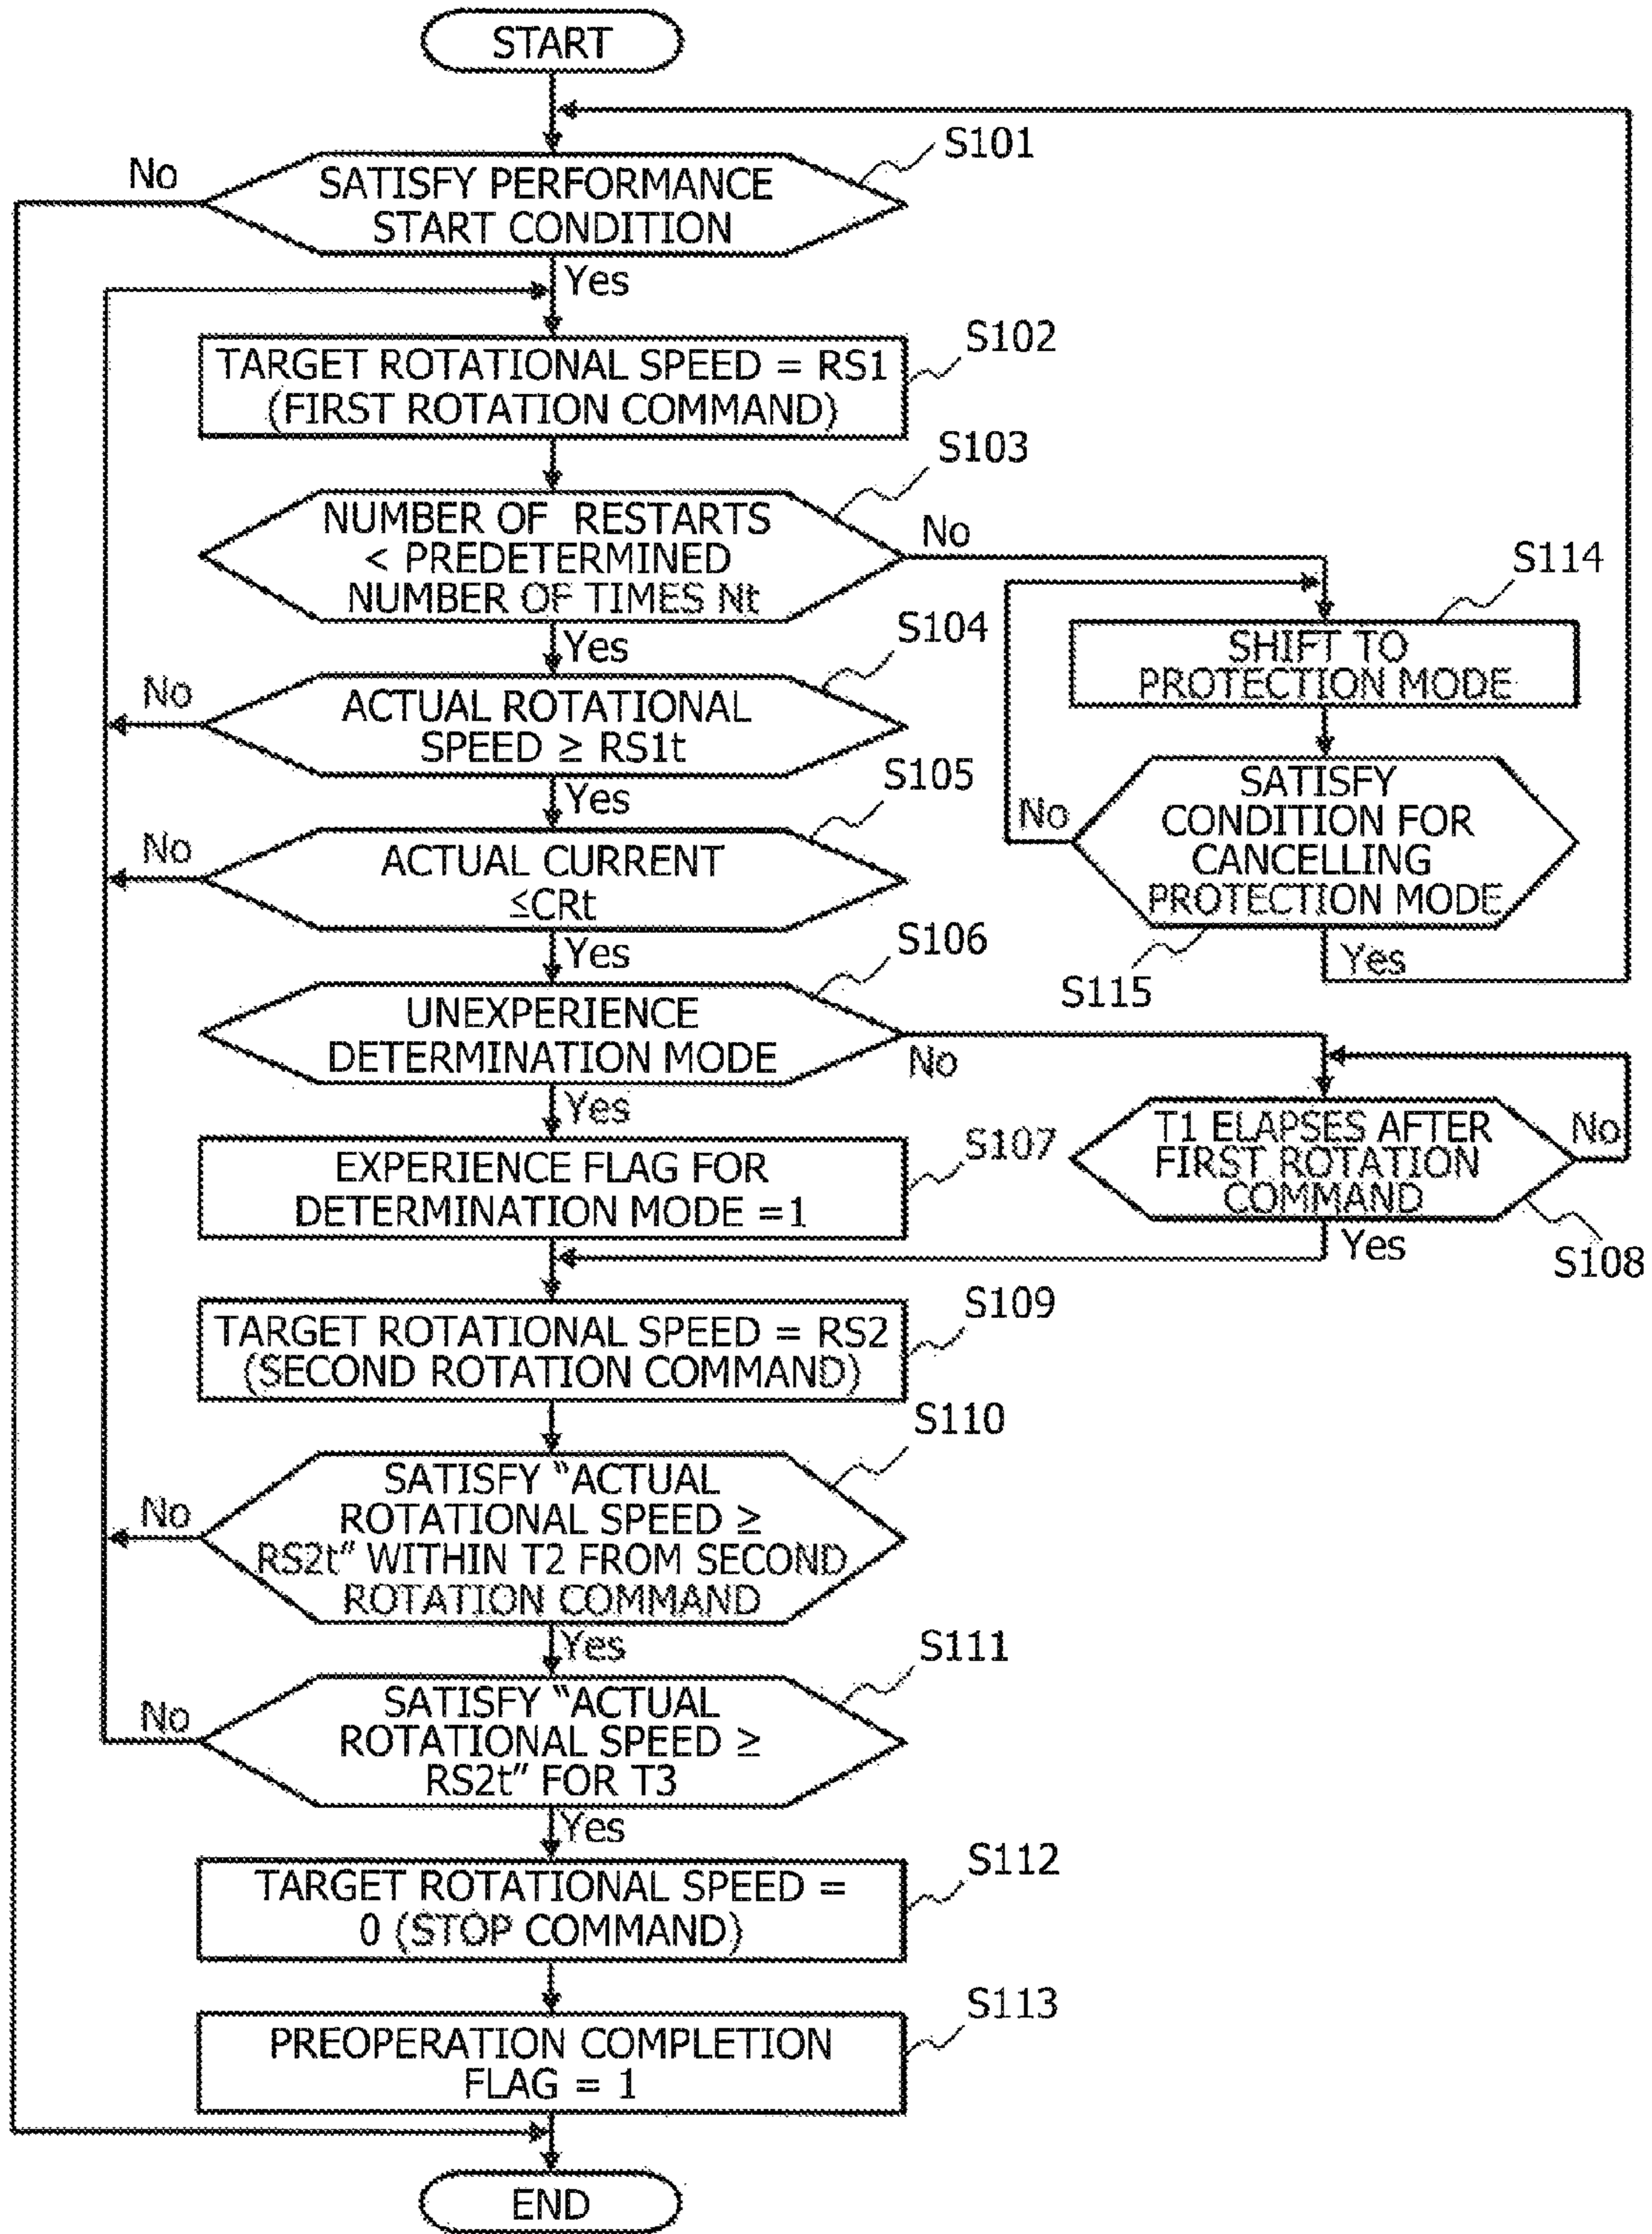 START
S101
No
SATISFY PERFORMANCE
START CONDITION
Yes
S102
TARGET ROTATIONAL SPEED = RS1
(FIRST ROTATION COMMAND)
S103
NUMBER OF RESTARTS
< PREDETERMINED
NUMBER OF TIMES Nt
No
Yes
S114
SHIFT TO
PROTECTION MODE
S104
No
ACTUAL ROTATIONAL
SPEED ≥ RS1t
Yes
S105
No
ACTUAL CURRENT
≤CRt
Yes
SATISFY
CONDITION FOR
CANCELLING
PROTECTION MODE
No
Yes
S115
S106
UNEXPERIENCE
DETERMINATION MODE
No
Yes
S107
EXPERIENCE FLAG FOR
DETERMINATION MODE =1
T1 ELAPSES AFTER
FIRST ROTATION
COMMAND
No
Yes
S108
S109
TARGET ROTATIONAL SPEED = RS2
(SECOND ROTATION COMMAND)
S110
No
SATISFY “ACTUAL
ROTATIONAL SPEED ≥
RS2t” WITHIN T2 FROM SECOND
ROTATION COMMAND
Yes
S111
No
SATISFY “ACTUAL
ROTATIONAL SPEED ≥
RS2t” FOR T3
Yes
S112
TARGET ROTATIONAL SPEED =
0 (STOP COMMAND)
S113
PREOPERATION COMPLETION
FLAG = 1
END